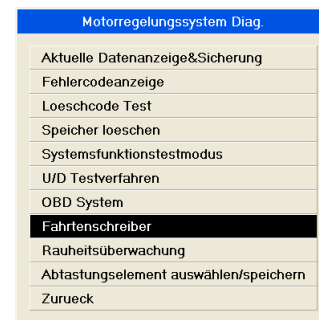 Motorregelungssystem Diag.
Aktuelle Datenanzeige&Sicherung
Fehlercodeanzeige
Loeschcode Test
Speicher loeschen
Systemsfunktionstestmodus
U/D Testverfahren
OBD System
Fahrtenschreiber
Rauheitsüberwachung
Abtastungselement auswählen/speichern
Zurueck